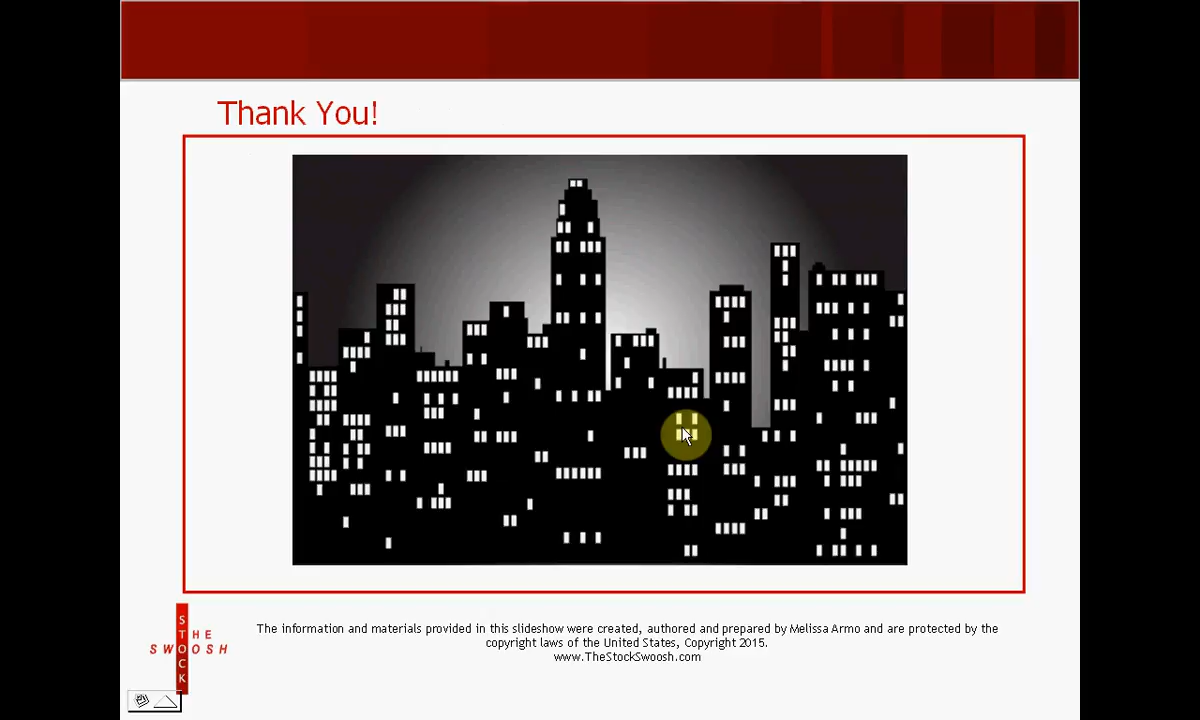 Thank You!
THE
STOCK
SWOOSH
The information and materials provided in this slideshow were created, authored and prepared by Melissa Armo and are protected by the
copyright laws of the United States, Copyright 2015.
www.TheStockSwoosh.com